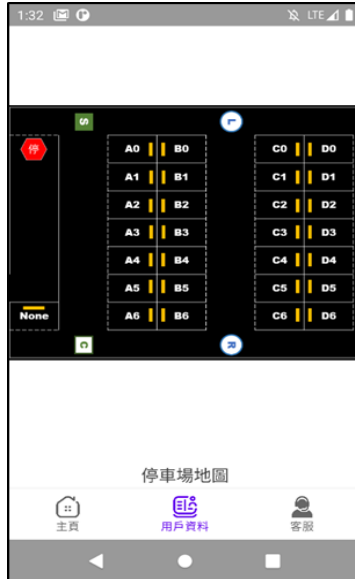 1:32 LTE
S L
停 A0 B0 C0 D0
A1 B1 C1 D1
A2 B2 C2 D2
A3 B3 C3 D3
A4 B4 C4 D4
A5 B5 C5 D5
None A6 B6 C6 D6
C R
停車場地圖
主頁 用戶資料 客服